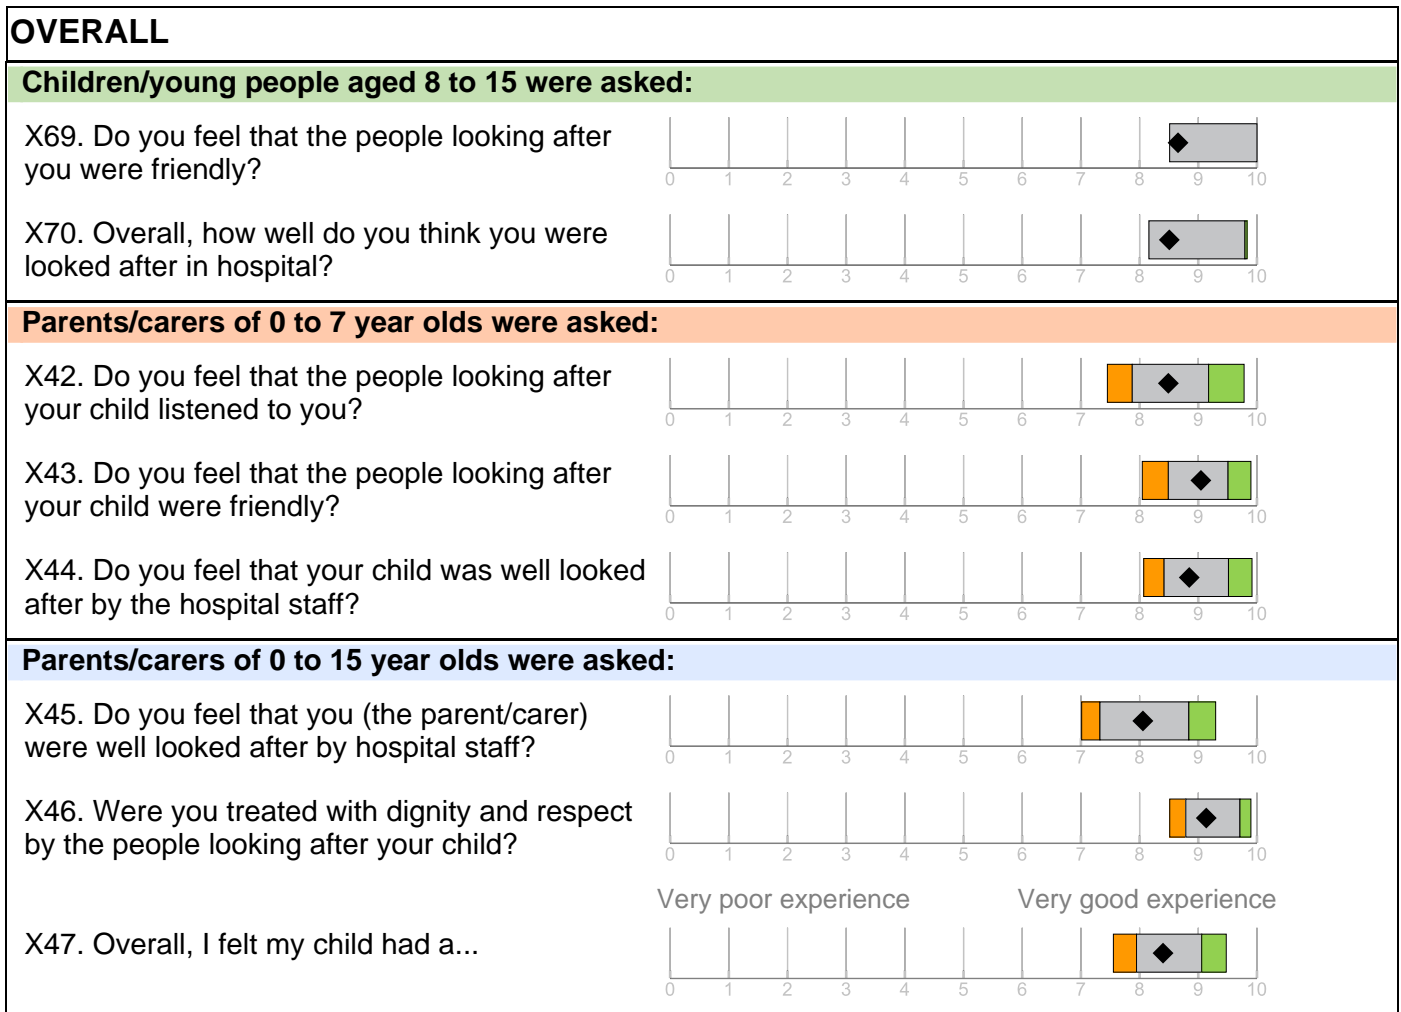 OVERALL
Children/young people aged 8 to 15 were asked:
X69. Do you feel that the people looking after
you were friendly?
0 1 2 3 4 5 6 7 8 9 10
X70. Overall, how well do you think you were
looked after in hospital?
0 1 2 3 4 5 6 7 8 9 10
Parents/carers of 0 to 7 year olds were asked:
X42. Do you feel that the people looking after
your child listened to you?
0 1 2 3 4 5 6 7 8 9 10
X43. Do you feel that the people looking after
your child were friendly?
0 1 2 3 4 5 6 7 8 9 10
X44. Do you feel that your child was well looked
after by the hospital staff?
0 1 2 3 4 5 6 7 8 9 10
Parents/carers of 0 to 15 year olds were asked:
X45. Do you feel that you (the parent/carer)
were well looked after by hospital staff?
0 1 2 3 4 5 6 7 8 9 10
X46. Were you treated with dignity and respect
by the people looking after your child?
0 1 2 3 4 5 6 7 8 9 10
Very poor experience Very good experience
X47. Overall, I felt my child had a...
0 1 2 3 4 5 6 7 8 9 10